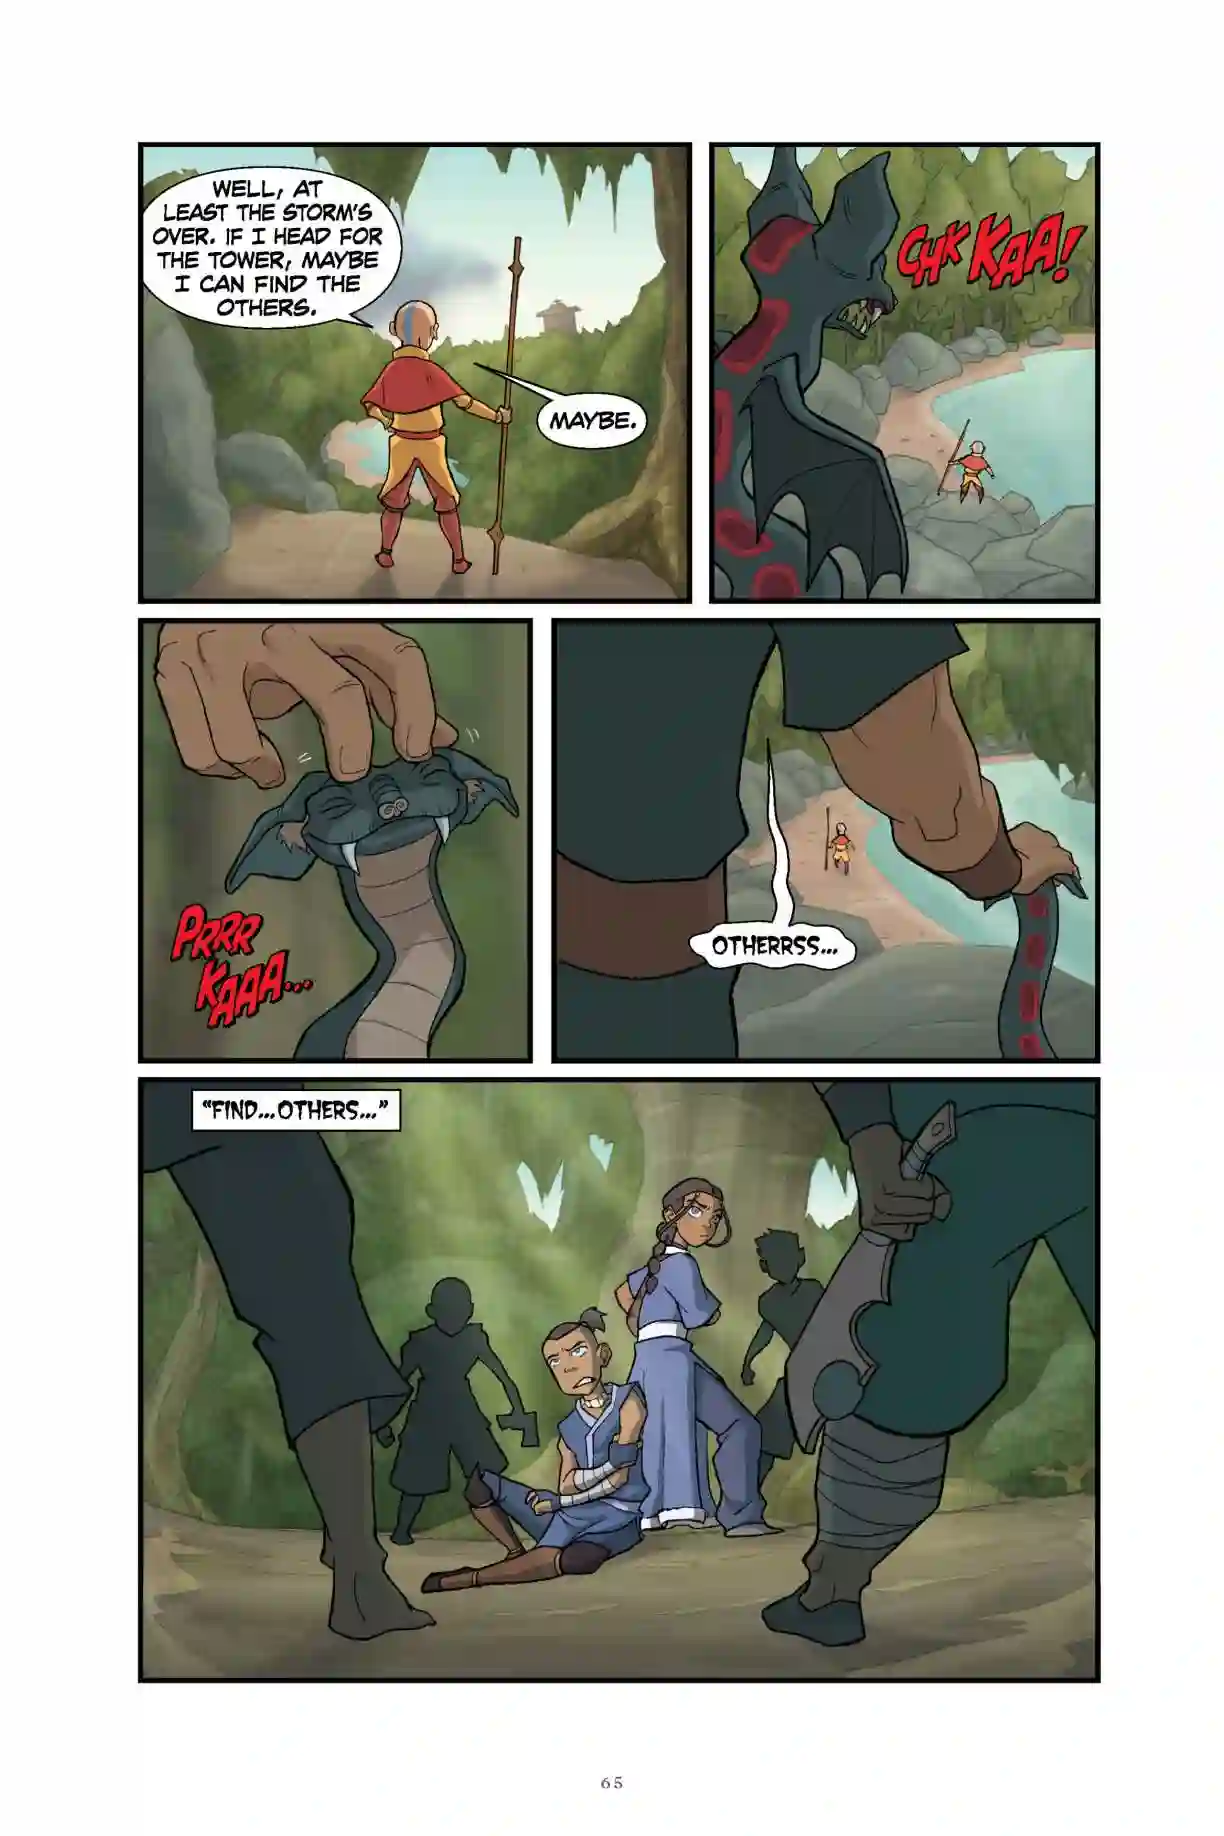 WELL, AT
LEAST THE STORM'S
OVER. IF I HEAD FOR
THE TOWER, MAYBE
I CAN FIND THE
OTHERS.
MAYBE.
CHK KAA!
PRRR
KAAA...
OTHERRSS...
"FIND...OTHERS..."
65